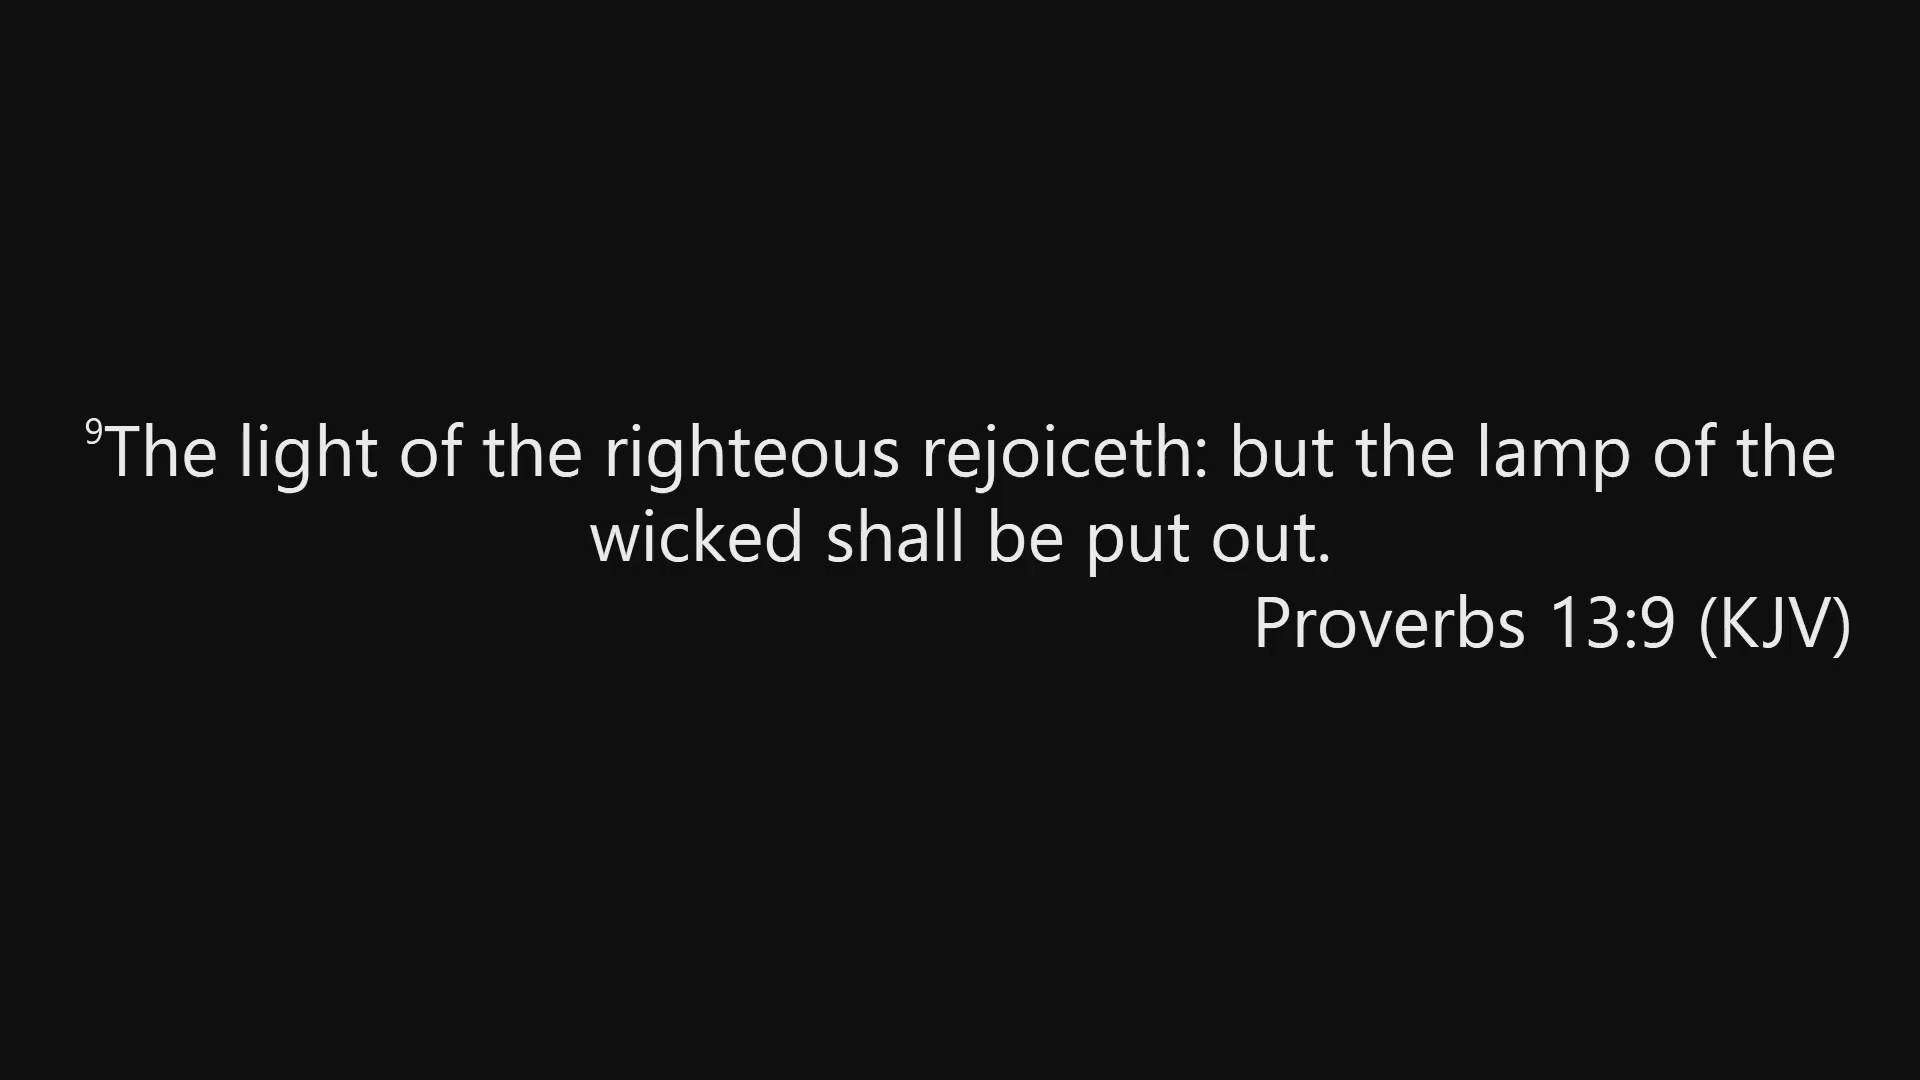 ⁹The light of the righteous rejoiceth: but the lamp of the
wicked shall be put out.
Proverbs 13:9 (KJV)